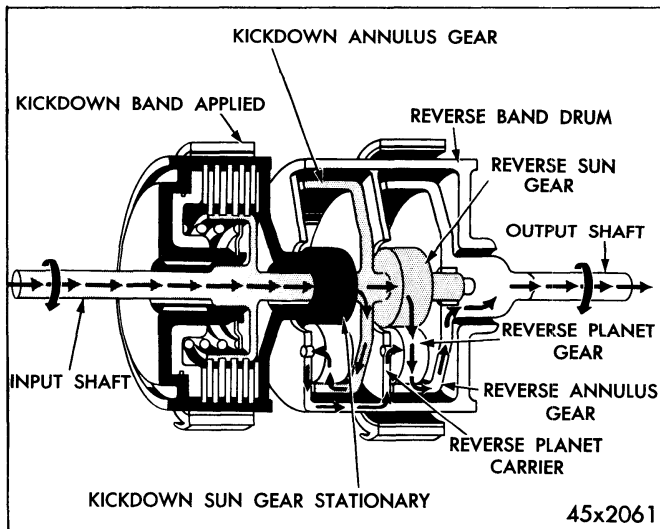 KICKDOWN ANNULUS GEAR
KICKDOWN BAND APPLIED
REVERSE BAND DRUM
REVERSE SUN
GEAR
OUTPUT SHAFT
INPUT SHAFT
REVERSE PLANET
GEAR
REVERSE ANNULUS
GEAR
REVERSE PLANET
CARRIER
KICKDOWN SUN GEAR STATIONARY
45x2061